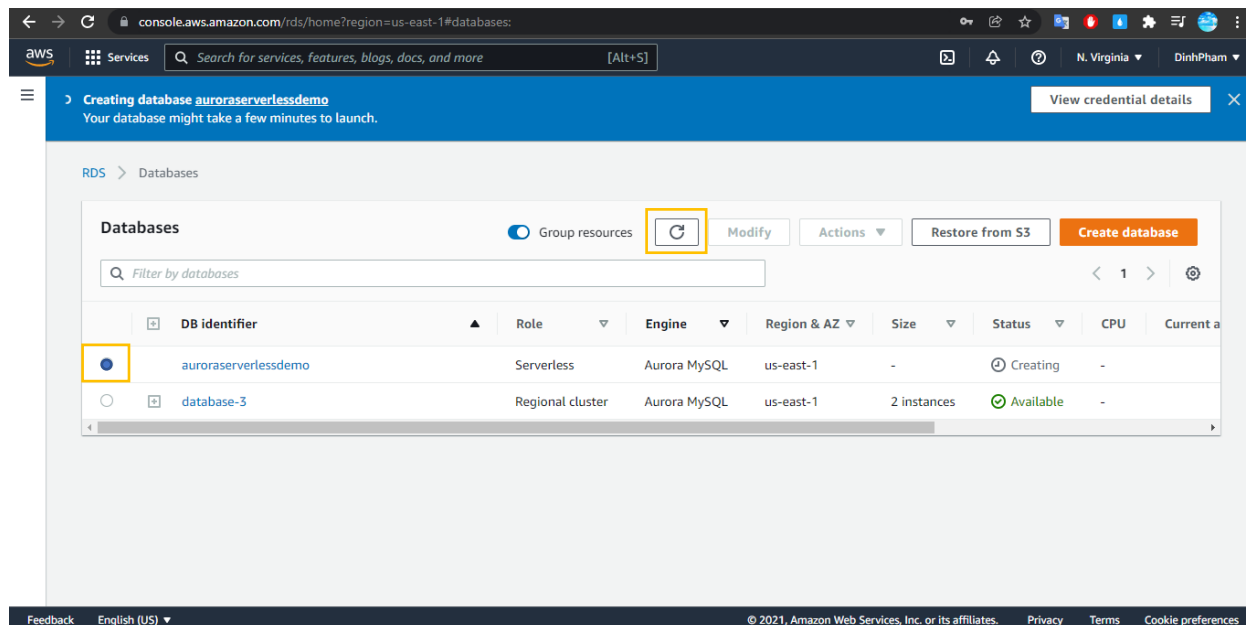 console.aws.amazon.com/rds/home?region=us-east-1#databases:
aws Services Search for services, features, blogs, docs, and more [Alt+S] N. Virginia ▼ DinhPham ▼
Creating database auroraserverlessdemo View credential details
Your database might take a few minutes to launch.
RDS > Databases
Databases Group resources Modify Actions ▼ Restore from S3 Create database
Filter by databases < 1 >
DB identifier ▲ Role Engine Region & AZ Size Status CPU Current a
auroraserverlessdemo Serverless Aurora MySQL us-east-1 - Creating -
database-3 Regional cluster Aurora MySQL us-east-1 2 instances Available -
Feedback English (US) ▼ © 2021, Amazon Web Services, Inc. or its affiliates. Privacy Terms Cookie preferences